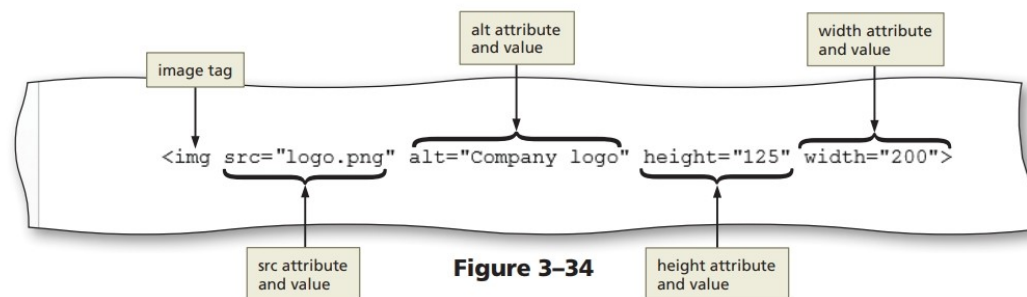 alt attribute
and value
width attribute
and value
image tag
<img src="logo.png" alt="Company logo" height="125" width="200">
src attribute
and value
Figure 3–34
height attribute
and value